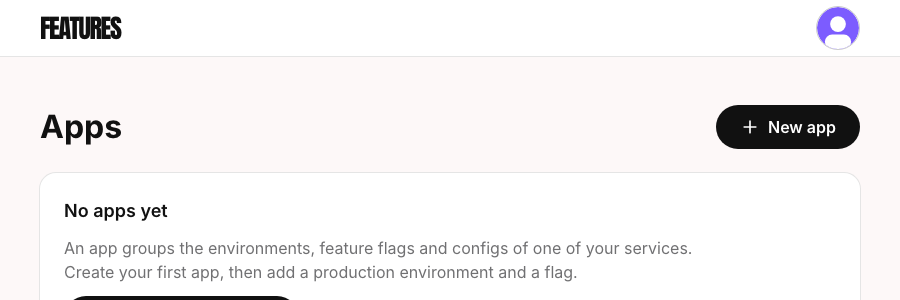 FEATURES
Apps
+ New app
No apps yet
An app groups the environments, feature flags and configs of one of your services.
Create your first app, then add a production environment and a flag.